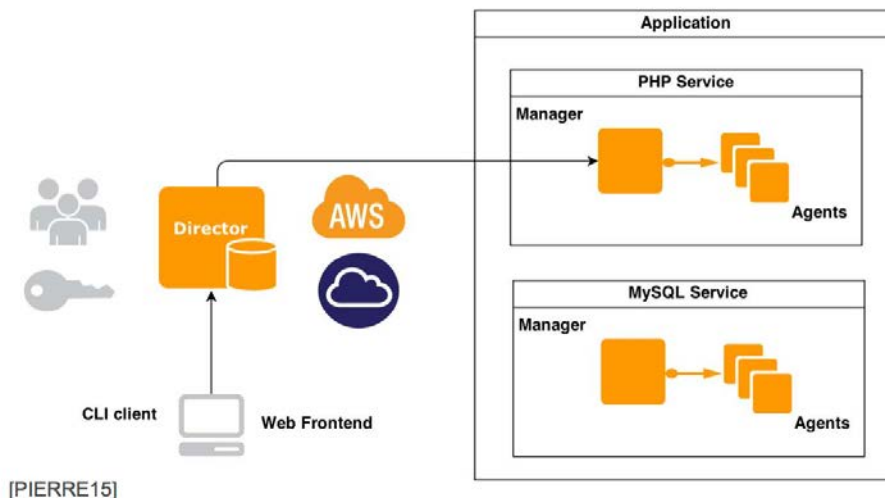 Application
PHP Service
Manager
Agents
Director
AWS
MySQL Service
Manager
Agents
CLI client
Web Frontend
[PIERRE15]